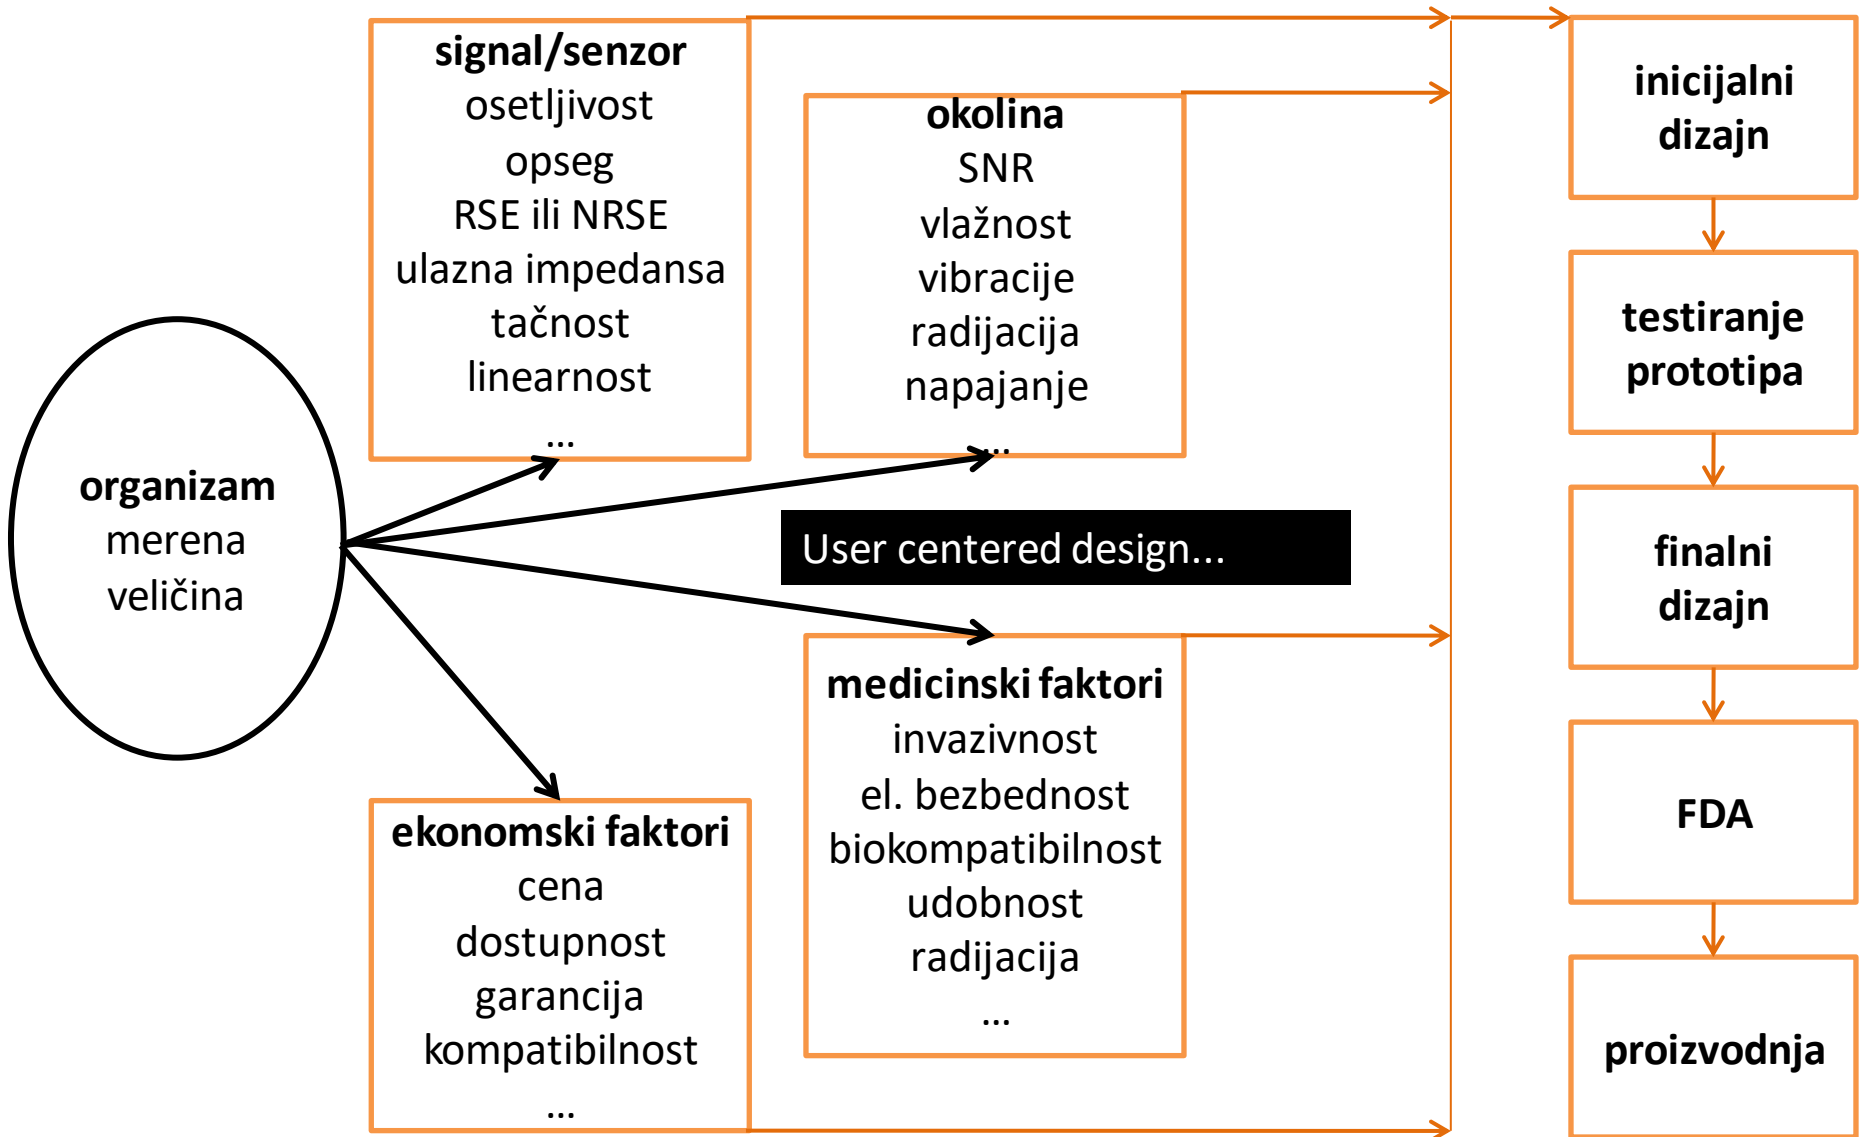 organizam
merena
veličina
signal/senzor
osetljivost
opseg
RSE ili NRSE
ulazna impedansa
tačnost
linearnost
...
okolina
SNR
vlažnost
vibracije
radijacija
napajanje
...
User centered design...
medicinski faktori
invazivnost
el. bezbednost
biokompatibilnost
udobnost
radijacija
...
ekonomski faktori
cena
dostupnost
garancija
kompatibilnost
...
inicijalni
dizajn
testiranje
prototipa
finalni
dizajn
FDA
proizvodnja